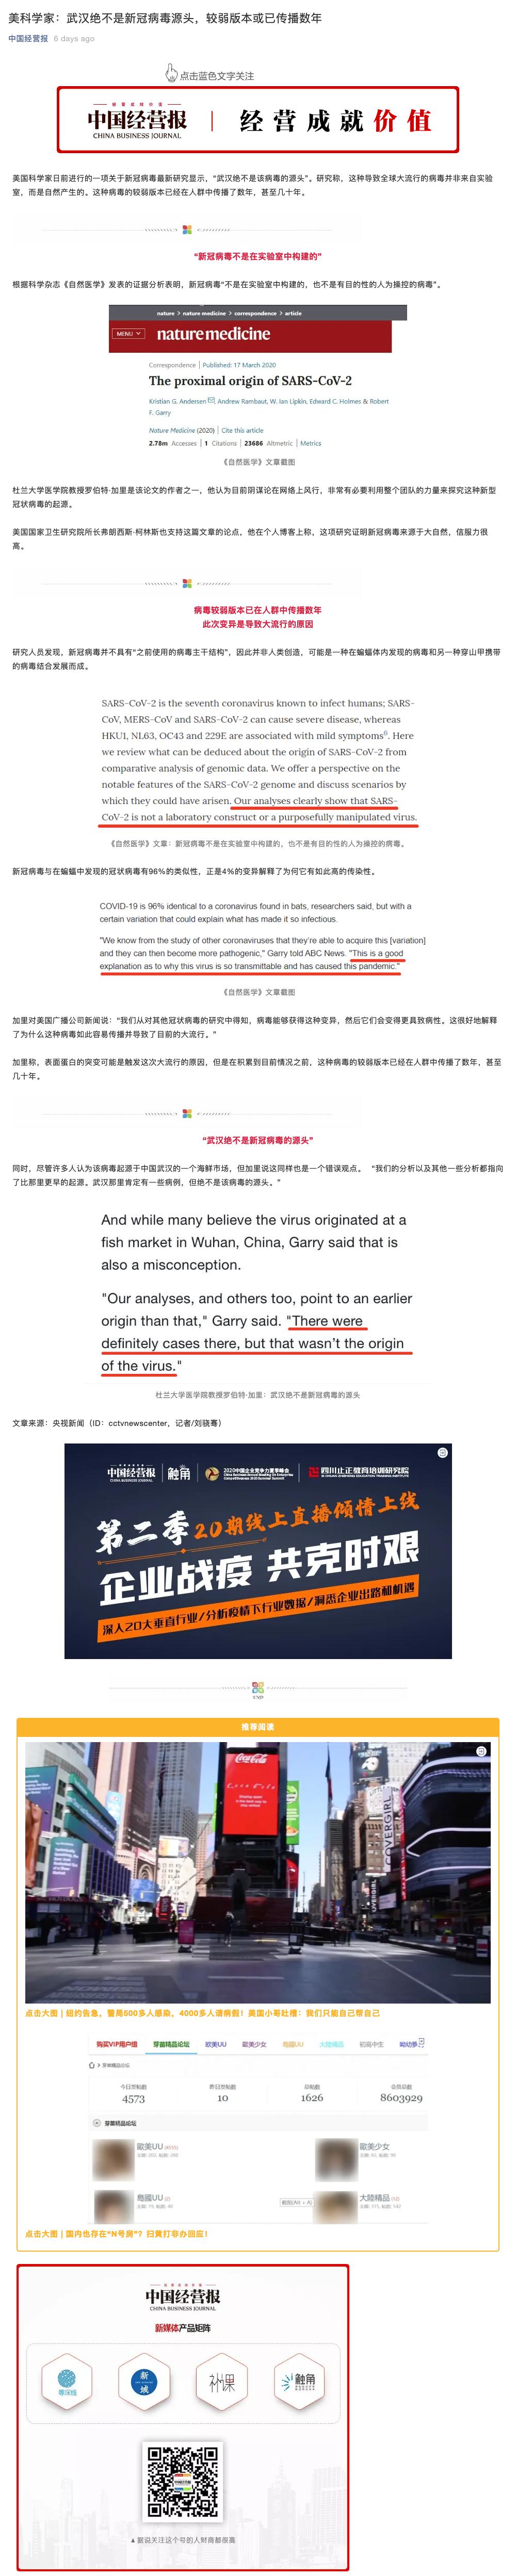 美科学家：武汉绝不是新冠病毒源头，较弱版本或已传播数年
中国经营报 6 days ago
点击蓝色文字关注
经营成就价值
中国经营报
CHINA BUSINESS JOURNAL
经营成就价值
美国科学家日前进行的一项关于新冠病毒最新研究显示，“武汉绝不是该病毒的源头”。研究称，这种导致全球大流行的病毒并非来自实验
室，而是自然产生的。这种病毒的较弱版本已经在人群中传播了数年，甚至几十年。
“新冠病毒不是在实验室中构建的”
根据科学杂志《自然医学》发表的证据分析表明，新冠病毒“不是在实验室中构建的，也不是有目的性的人为操控的病毒”。
nature > nature medicine > correspondence > article
MENU
nature medicine
Correspondence | Published: 17 March 2020
The proximal origin of SARS-CoV-2
Kristian G. Andersen, Andrew Rambaut, W. Ian Lipkin, Edward C. Holmes & Robert
F. Garry
Nature Medicine (2020) | Cite this article
2.78m Accesses | 1 Citations | 23686 Altmetric | Metrics
《自然医学》文章截图
杜兰大学医学院教授罗伯特·加里是该论文的作者之一，他认为目前阴谋论在网络上风行，非常有必要利用整个团队的力量来探究这种新型
冠状病毒的起源。
美国国家卫生研究院所长弗朗西斯·柯林斯也支持这篇文章的论点，他在个人博客上称，这项研究证明新冠病毒来源于大自然，信服力很
高。
病毒较弱版本已在人群中传播数年
此次变异是导致大流行的原因
研究人员发现，新冠病毒并不具有“之前使用的病毒主干结构”，因此并非人类创造，可能是一种在蝙蝠体内发现的病毒和另一种穿山甲携带
的病毒结合发展而成。
SARS-CoV-2 is the seventh coronavirus known to infect humans; SARS-
CoV, MERS-CoV and SARS-CoV-2 can cause severe disease, whereas
HKU1, NL63, OC43 and 229E are associated with mild symptoms6. Here
we review what can be deduced about the origin of SARS-CoV-2 from
comparative analysis of genomic data. We offer a perspective on the
notable features of the SARS-CoV-2 genome and discuss scenarios by
which they could have arisen. Our analyses clearly show that SARS-
CoV-2 is not a laboratory construct or a purposefully manipulated virus.
《自然医学》文章：新冠病毒不是在实验室中构建的，也不是有目的性的人为操控的病毒。
新冠病毒与在蝙蝠中发现的冠状病毒有96%的类似性，正是4%的变异解释了为何它有如此高的传染性。
COVID-19 is 96% identical to a coronavirus found in bats, researchers said, but with a
certain variation that could explain what has made it so infectious.
"We know from the study of other coronaviruses that they're able to acquire this [variation]
and they can then become more pathogenic," Garry told ABC News. "This is a good
explanation as to why this virus is so transmittable and has caused this pandemic."
《自然医学》文章截图
加里对美国广播公司新闻说：“我们从对其他冠状病毒的研究中得知，病毒能够获得这种变异，然后它们会变得更具致病性。这很好地解释
了为什么这种病毒如此容易传播并导致了目前的大流行。”
加里称，表面蛋白的突变可能是触发这次大流行的原因，但是在积累到目前情况之前，这种病毒的较弱版本已经在人群中传播了数年，甚至
几十年。
“武汉绝不是新冠病毒的源头”
同时，尽管许多人认为该病毒起源于中国武汉的一个海鲜市场，但加里说这同样也是一个错误观点。 “我们的分析以及其他一些分析都指向
了比那里更早的起源。武汉那里肯定有一些病例，但绝不是该病毒的源头。”
And while many believe the virus originated at a
fish market in Wuhan, China, Garry said that is
also a misconception.
"Our analyses, and others too, point to an earlier
origin than that," Garry said. "There were
definitely cases there, but that wasn't the origin
of the virus."
杜兰大学医学院教授罗伯特·加里：武汉绝不是新冠病毒的源头
文章来源：央视新闻（ID：cctvnewscenter，记者/刘骁骞）
中国经营报 触角 2020中国企业竞争力夏季峰会 四川止正教育培训研究院
第二季 20期线上直播倾情上线
企业战疫 共克时艰
深入20大垂直行业/分析疫情下行业数据/洞悉企业出路和机遇
END
推荐阅读
Coca-Cola
COVERGIRL
点击大图 | 纽约告急，警局500多人感染，4000多人请病假！美国小哥吐槽：我们只能自己帮自己
购买VIP用户组 芽菌精品论坛 欧美UU 欧美少女 岛國UU 大陸精品 初高中生 呦幼夢
芽菌精品论坛
今日发帖数 昨日发帖数 总帖数 会员总数
4573 10 1626 8603929
芽菌精品论坛
歐美UU
欧美少女
島國UU
大陸精品
截图(Alt + A)
点击大图 | 国内也存在“N号房”？扫黄打非办回应！
中国经营报
CHINA BUSINESS JOURNAL
新媒体产品矩阵
等深线
新城
触角
▲据说关注这个号的人财商都很高